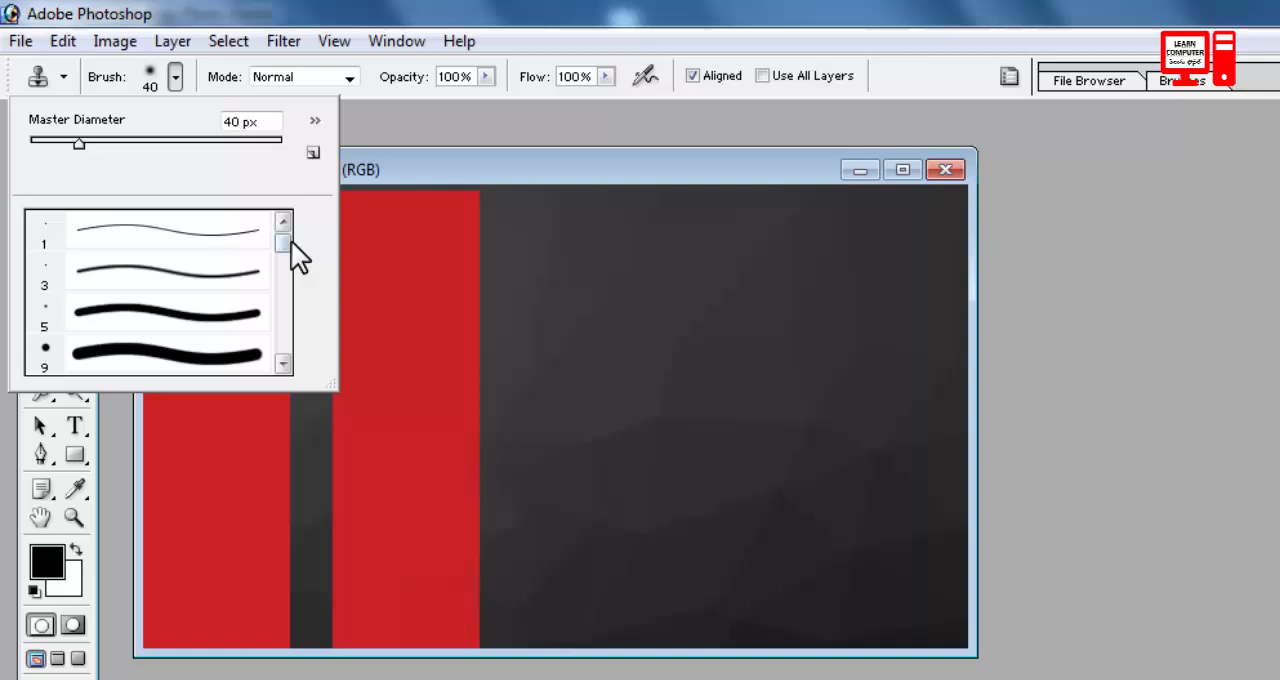 Adobe Photoshop
File Edit Image Layer Select Filter View Window Help
LEARN
COMPUTER
Brush: 40 Mode: Normal Opacity: 100% Flow: 100% Aligned Use All Layers File Browser
Master Diameter 40 px
(RGB)
1
3
5
9
T